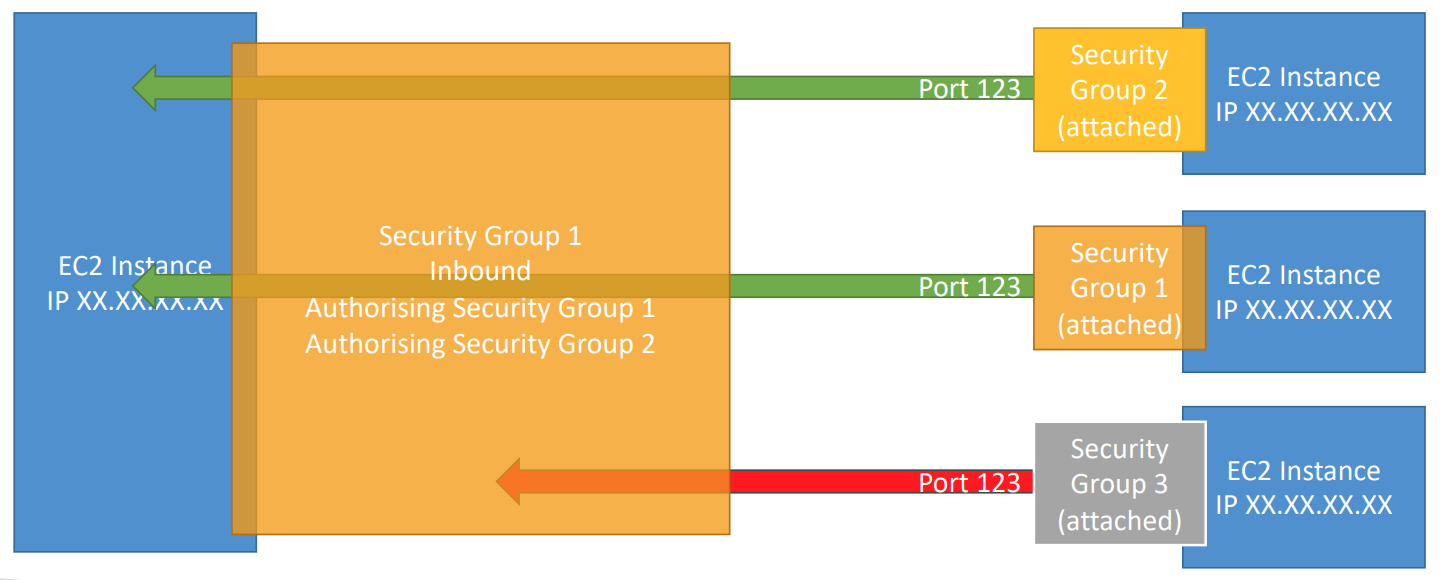 EC2 Instance
IP XX.XX.XX.XX
Security Group 1
Inbound
Authorising Security Group 1
Authorising Security Group 2
Port 123
Security
Group 2
(attached)
EC2 Instance
IP XX.XX.XX.XX
Port 123
Security
Group 1
(attached)
EC2 Instance
IP XX.XX.XX.XX
Port 123
Security
Group 3
(attached)
EC2 Instance
IP XX.XX.XX.XX